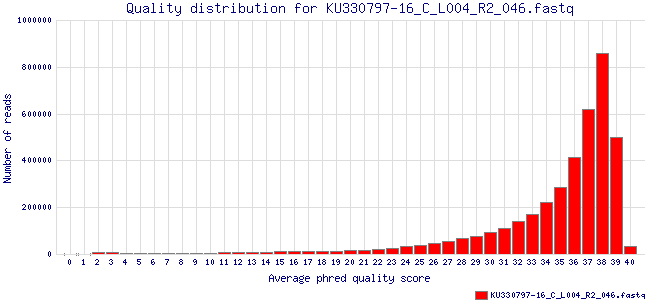 Quality distribution for KU330797-16_C_L004_R2_046.fastq
1000000
800000
600000
400000
200000
0
Number of reads
0 1 2 3 4 5 6 7 8 9 10 11 12 13 14 15 16 17 18 19 20 21 22 23 24 25 26 27 28 29 30 31 32 33 34 35 36 37 38 39 40
Average phred quality score
KU330797-16_C_L004_R2_046.fastq